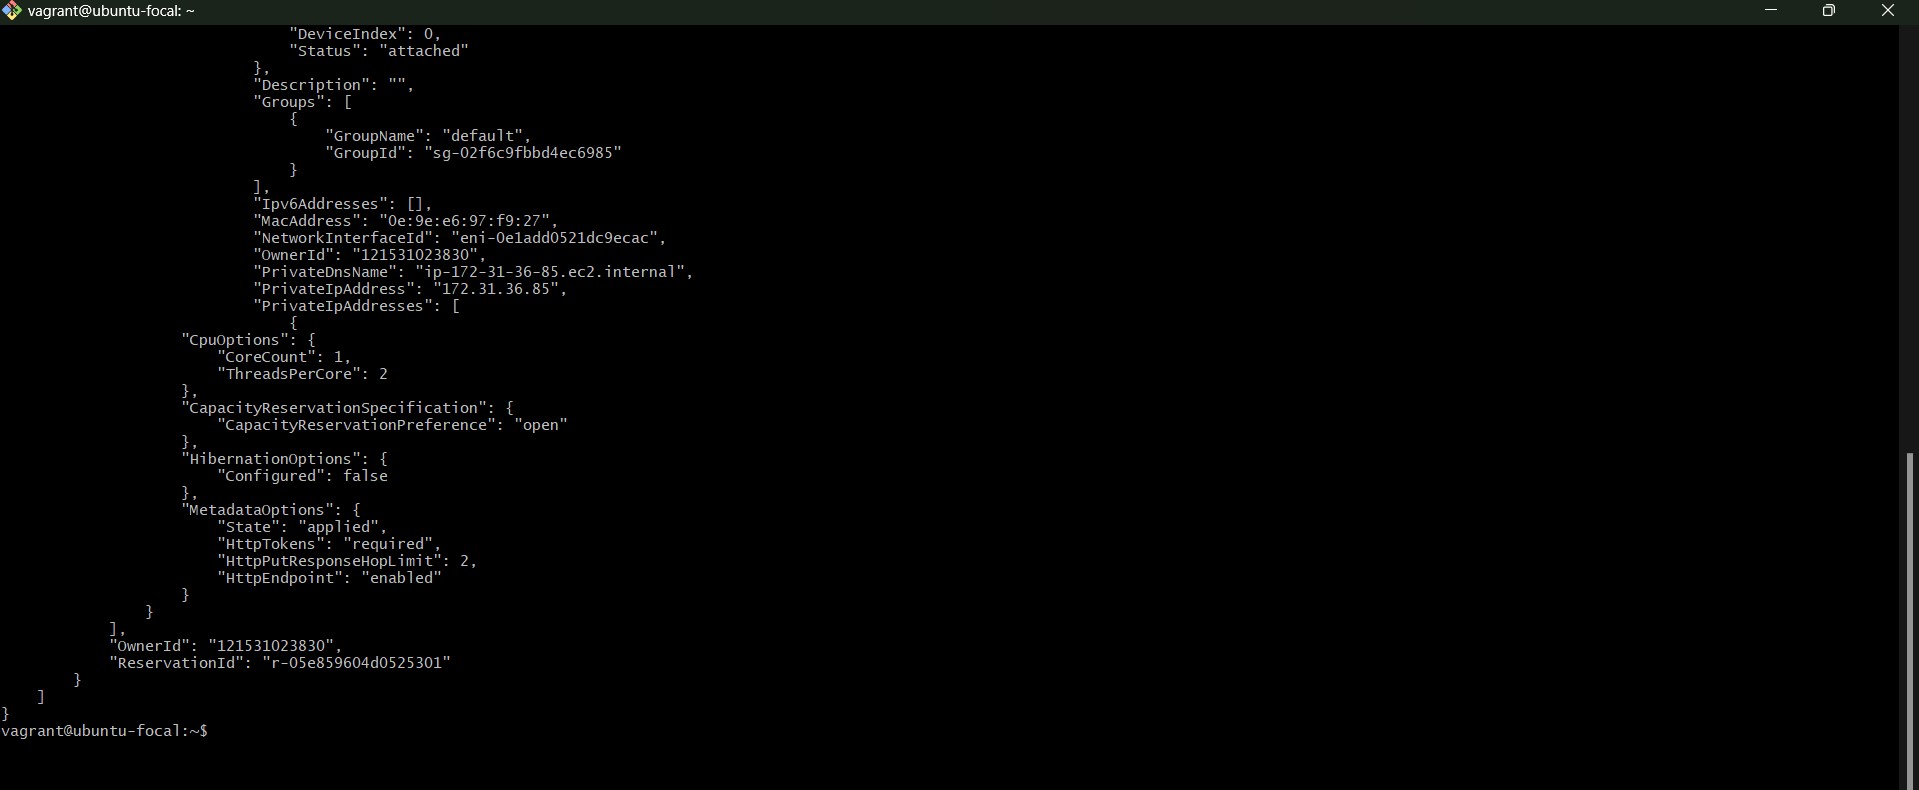 vagrant@ubuntu-focal: ~
"DeviceIndex": 0,
"Status": "attached"
},
"Description": "",
"Groups": [
{
"GroupName": "default",
"GroupId": "sg-02f6c9fbbd4ec6985"
}
],
"Ipv6Addresses": [],
"MacAddress": "0e:9e:e6:97:f9:27",
"NetworkInterfaceId": "eni-0e1add0521dc9ecac",
"OwnerId": "121531023830",
"PrivateDnsName": "ip-172-31-36-85.ec2.internal",
"PrivateIpAddress": "172.31.36.85",
"PrivateIpAddresses": [
{
"CpuOptions": {
"CoreCount": 1,
"ThreadsPerCore": 2
},
"CapacityReservationSpecification": {
"CapacityReservationPreference": "open"
},
"HibernationOptions": {
"Configured": false
},
"MetadataOptions": {
"State": "applied",
"HttpTokens": "required",
"HttpPutResponseHopLimit": 2,
"HttpEndpoint": "enabled"
}
}
],
"OwnerId": "121531023830",
"ReservationId": "r-05e859604d0525301"
}
]
}
vagrant@ubuntu-focal:~$